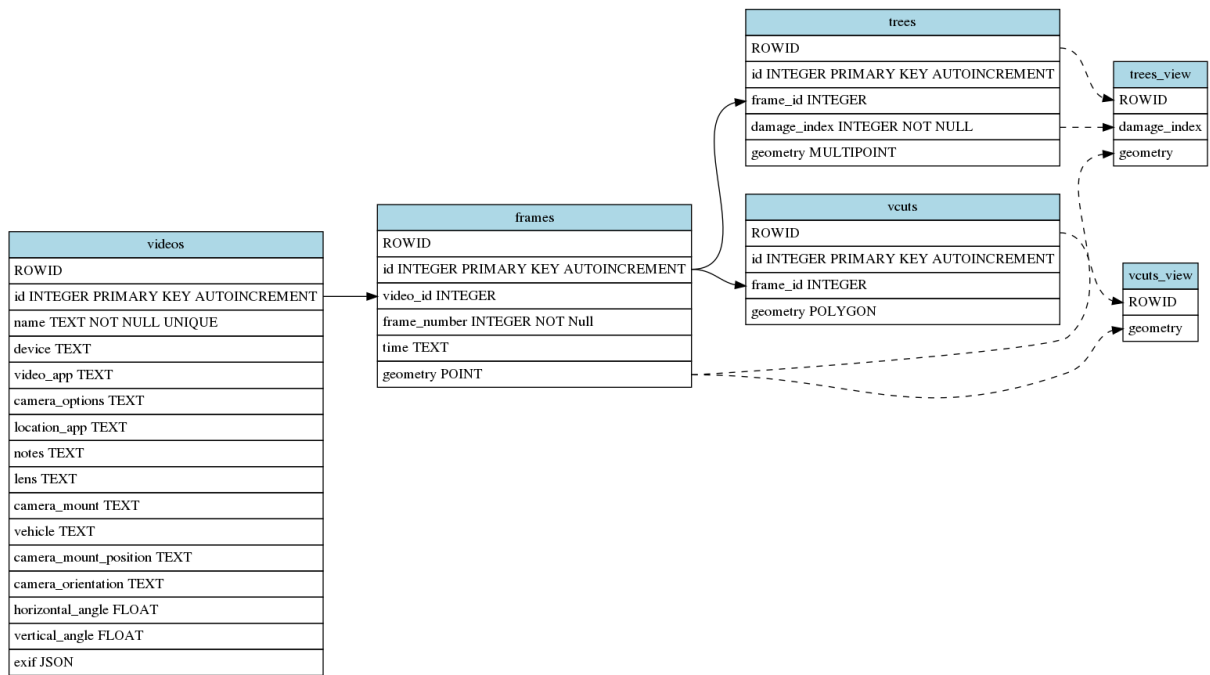 videos
ROWID
id INTEGER PRIMARY KEY AUTOINCREMENT
name TEXT NOT NULL UNIQUE
device TEXT
video_app TEXT
camera_options TEXT
location_app TEXT
notes TEXT
lens TEXT
camera_mount TEXT
vehicle TEXT
camera_mount_position TEXT
camera_orientation TEXT
horizontal_angle FLOAT
vertical_angle FLOAT
exif JSON
frames
ROWID
id INTEGER PRIMARY KEY AUTOINCREMENT
video_id INTEGER
frame_number INTEGER NOT Null
time TEXT
geometry POINT
trees
ROWID
id INTEGER PRIMARY KEY AUTOINCREMENT
frame_id INTEGER
damage_index INTEGER NOT NULL
geometry MULTIPOINT
vcuts
ROWID
id INTEGER PRIMARY KEY AUTOINCREMENT
frame_id INTEGER
geometry POLYGON
trees_view
ROWID
damage_index
geometry
vcuts_view
ROWID
geometry